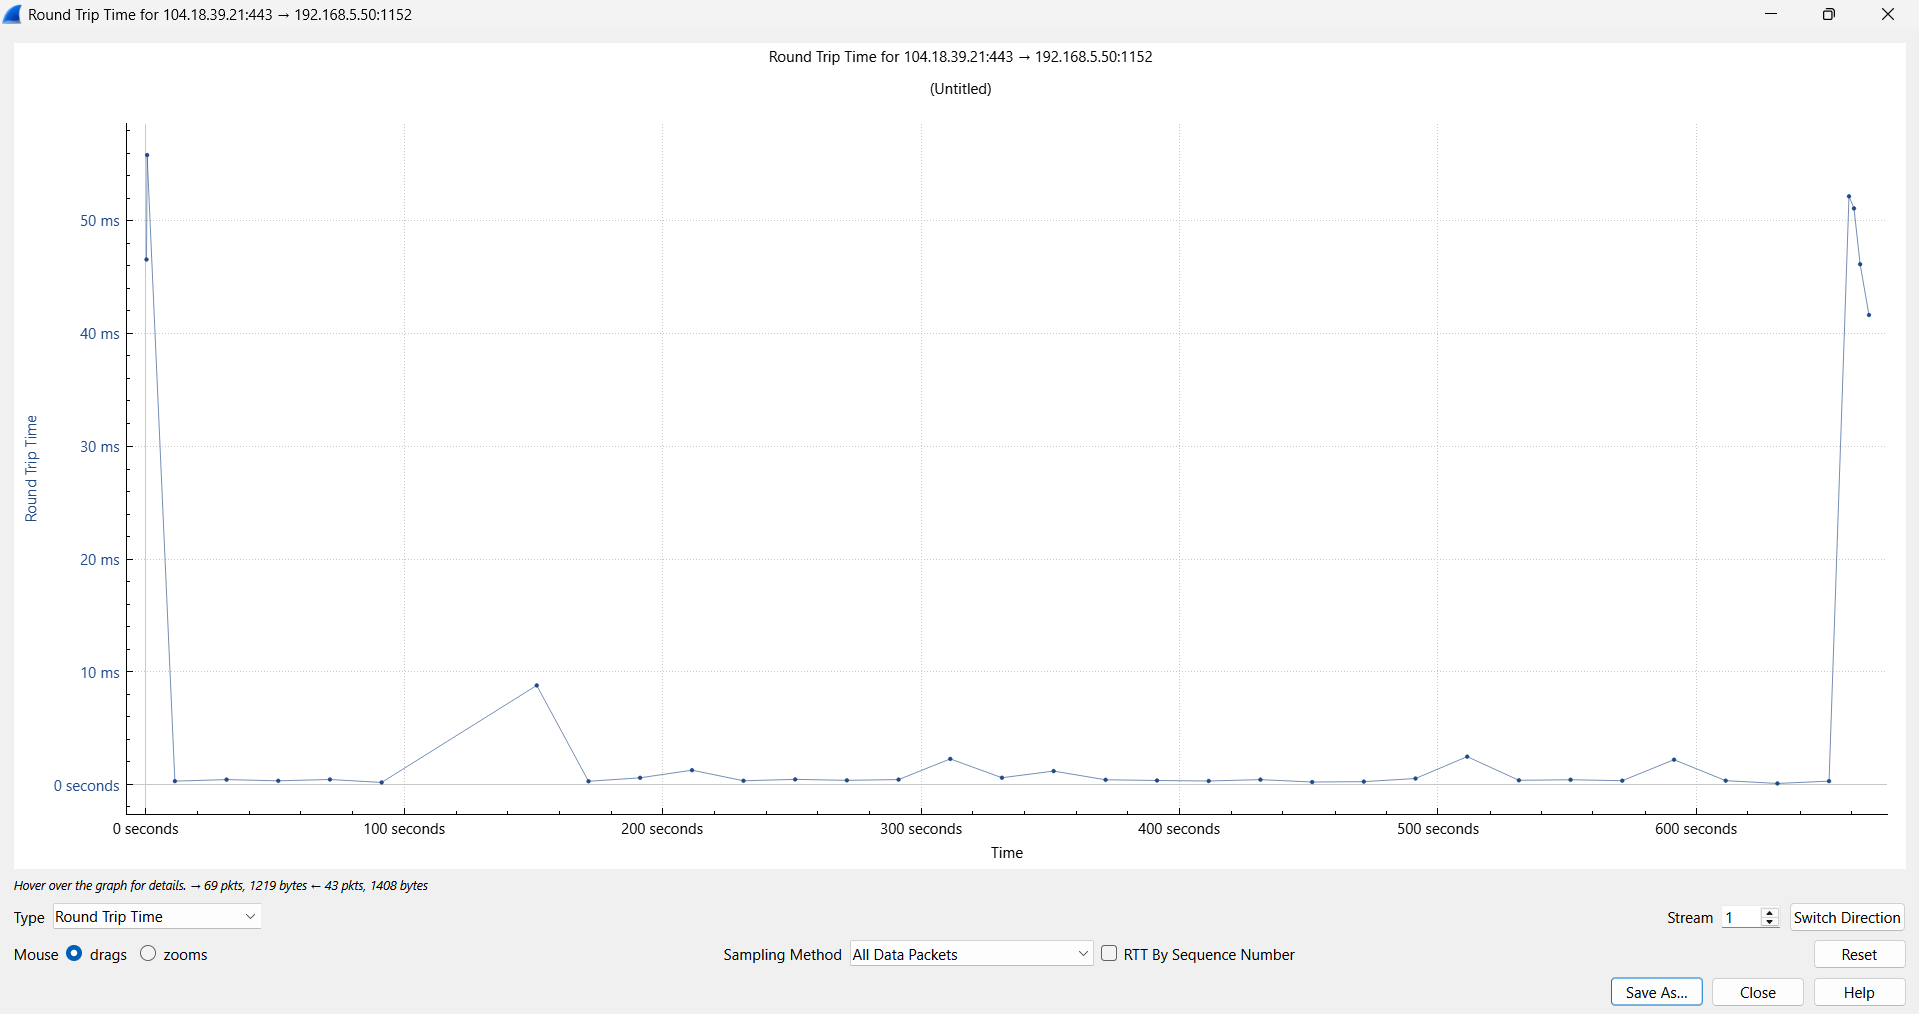 Round Trip Time for 104.18.39.21:443 → 192.168.5.50:1152
Round Trip Time for 104.18.39.21:443 → 192.168.5.50:1152
(Untitled)
Round Trip Time
50 ms
40 ms
30 ms
20 ms
10 ms
0 seconds
0 seconds 100 seconds 200 seconds 300 seconds 400 seconds 500 seconds 600 seconds
Time
Hover over the graph for details. → 69 pkts, 1219 bytes ← 43 pkts, 1408 bytes
Type Round Trip Time Stream 1 Switch Direction
Mouse drags zooms Sampling Method All Data Packets RTT By Sequence Number Reset
Save As... Close Help